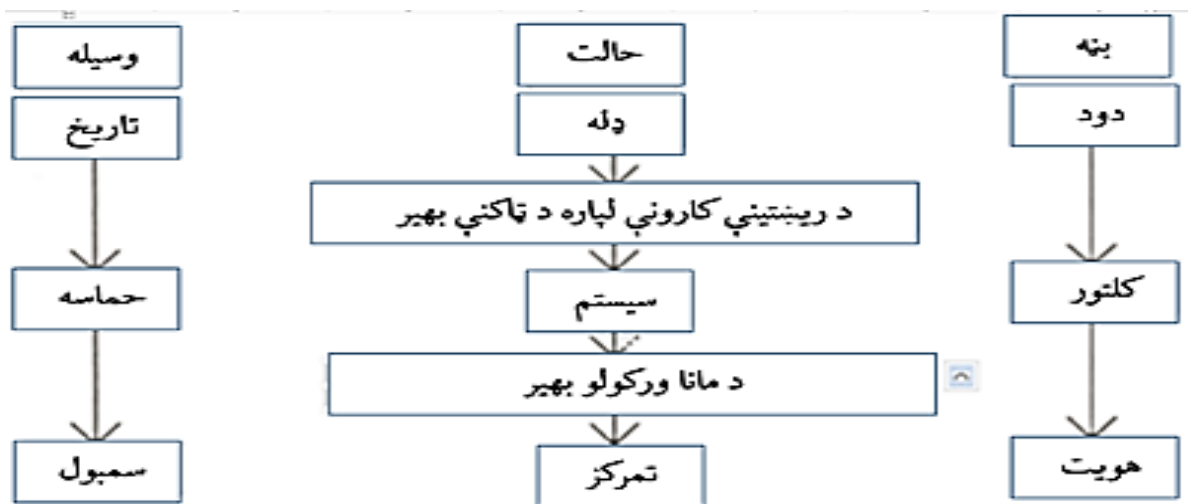 بڼه
حالت
وسیله
دود
ډله
تاریخ
د ریښتیني کارونې لپاره د ټاکنې بهیر
کلتور
سیستم
حماسه
د مانا ورکولو بهیر
هویت
تمرکز
سمبول